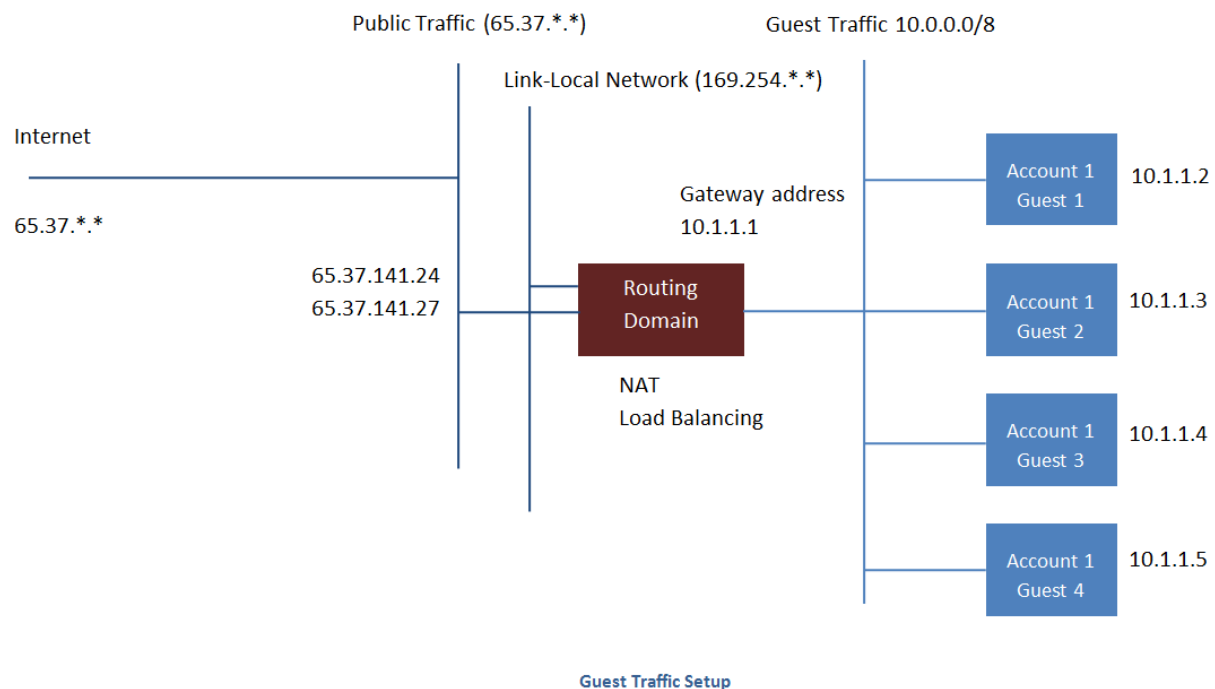 Public Traffic (65.37.*.*)
Guest Traffic 10.0.0.0/8
Link-Local Network (169.254.*.*)
Internet
65.37.*.*
65.37.141.24
65.37.141.27
Gateway address
10.1.1.1
Routing
Domain
NAT
Load Balancing
Account 1
Guest 1
10.1.1.2
Account 1
Guest 2
10.1.1.3
Account 1
Guest 3
10.1.1.4
Account 1
Guest 4
10.1.1.5
Guest Traffic Setup